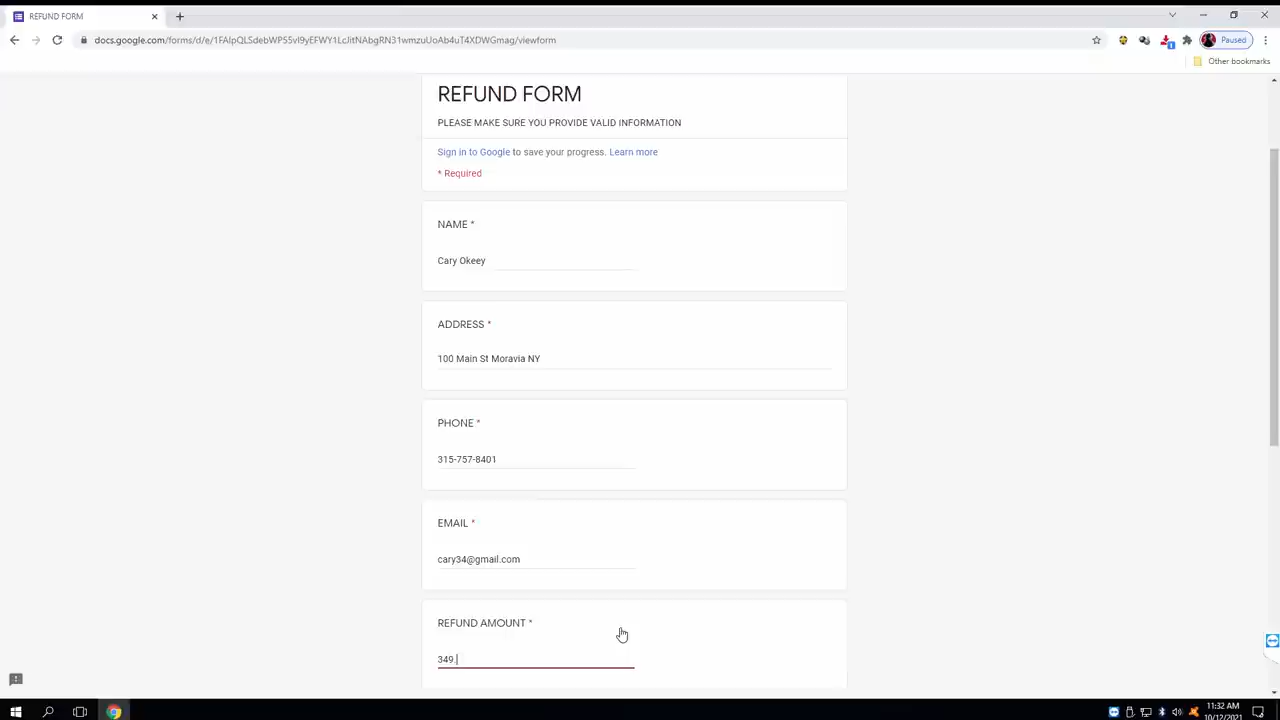 REFUND FORM
docs.google.com/forms/d/e/1FAIpQLSdebWP55vI9yEFWY1LcJitNAbgRN31wmzuUoAb4uT4XDWGmag/viewform
Paused
Other bookmarks
REFUND FORM
PLEASE MAKE SURE YOU PROVIDE VALID INFORMATION
Sign in to Google to save your progress. Learn more
* Required
NAME *
Cary Okeey
ADDRESS *
100 Main St Moravia NY
PHONE *
315-757-8401
EMAIL *
cary34@gmail.com
REFUND AMOUNT *
349.
11:32 AM
10/12/2021